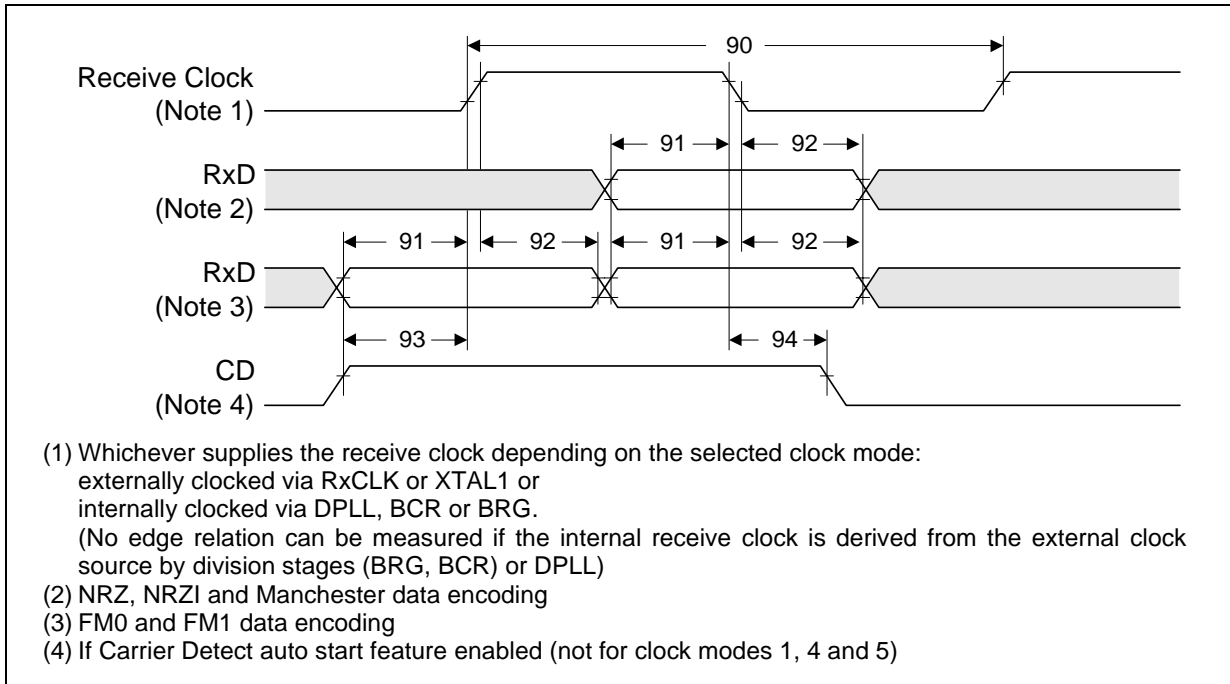 90
Receive Clock
(Note 1)
91 92
RxD
(Note 2)
91 92 91 92
RxD
(Note 3)
93 94
CD
(Note 4)
(1) Whichever supplies the receive clock depending on the selected clock mode:
externally clocked via RxCLK or XTAL1 or
internally clocked via DPLL, BCR or BRG.
(No edge relation can be measured if the internal receive clock is derived from the external clock
source by division stages (BRG, BCR) or DPLL)
(2) NRZ, NRZI and Manchester data encoding
(3) FM0 and FM1 data encoding
(4) If Carrier Detect auto start feature enabled (not for clock modes 1, 4 and 5)